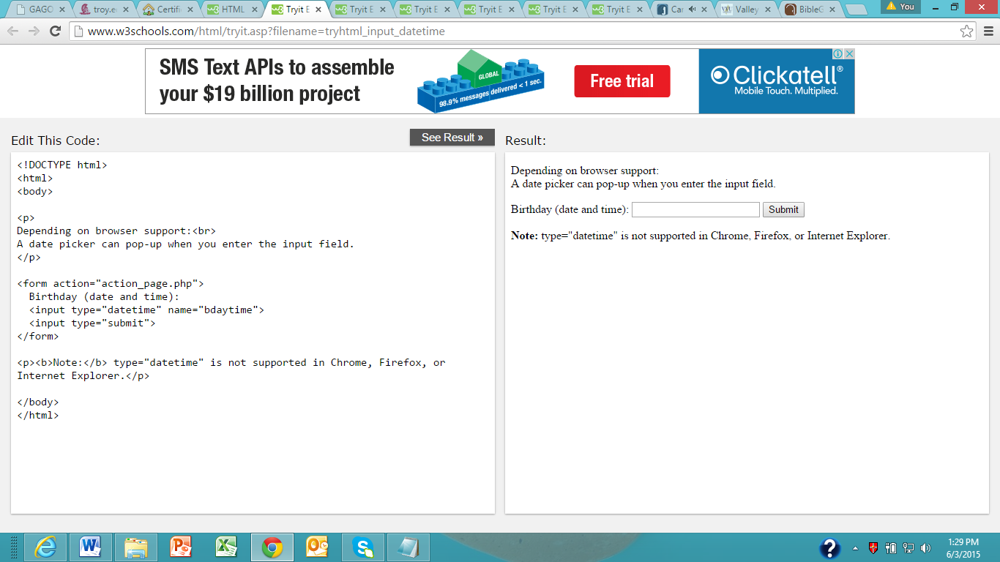 GAGO
troy.e
Certifi
HTML
Tryit E
Tryit E
Tryit E
Tryit E
Tryit E
Tryit E
Car
Valley
BibleG
You
www.w3schools.com/html/tryit.asp?filename=tryhtml_input_datetime
SMS Text APIs to assemble
your $19 billion project
GLOBAL
98.9% messages delivered < 1 sec.
Free trial
Clickatell®
Mobile Touch. Multiplied.
Edit This Code:
See Result »
Result:
<!DOCTYPE html>
<html>
<body>
<p>
Depending on browser support:<br>
A date picker can pop-up when you enter the input field.
</p>
<form action="action_page.php">
Birthday (date and time):
<input type="datetime" name="bdaytime">
<input type="submit">
</form>
<p><b>Note:</b> type="datetime" is not supported in Chrome, Firefox, or
Internet Explorer.</p>
</body>
</html>
Depending on browser support:
A date picker can pop-up when you enter the input field.
Birthday (date and time): Submit
Note: type="datetime" is not supported in Chrome, Firefox, or Internet Explorer.
1:29 PM
6/3/2015